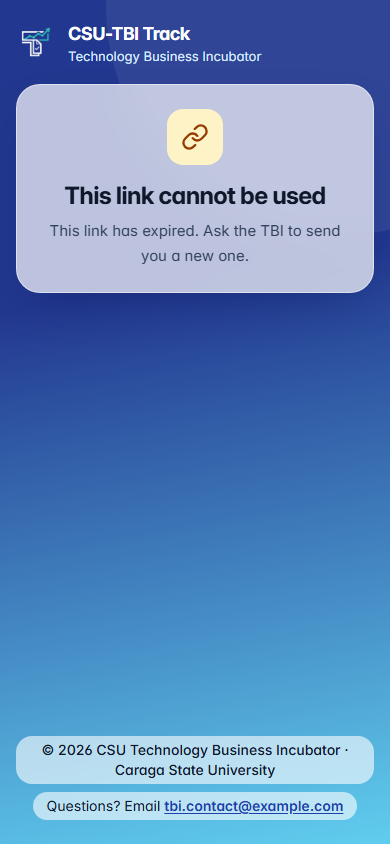 CSU-TBI Track
Technology Business Incubator
This link cannot be used
This link has expired. Ask the TBI to send
you a new one.
© 2026 CSU Technology Business Incubator ·
Caraga State University
Questions? Email tbi.contact@example.com